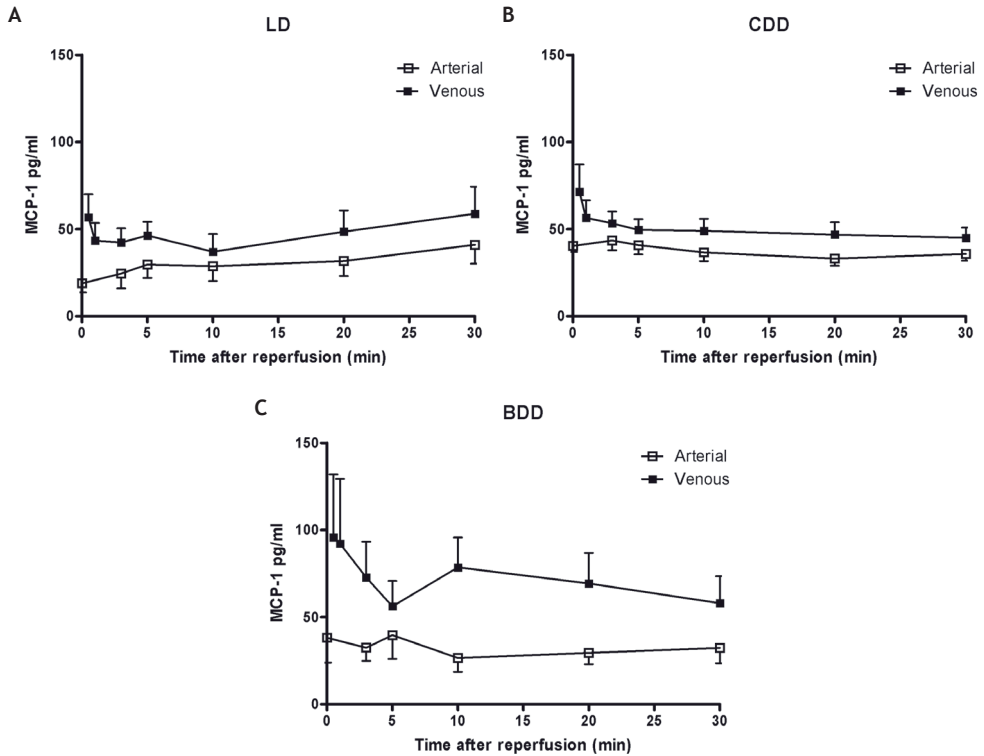 A
LD
150
100
50
0
MCP-1 pg/ml
Arterial
Venous
0 5 10 15 20 25 30
Time after reperfusion (min)
B
CDD
150
100
50
0
MCP-1 pg/ml
Arterial
Venous
0 5 10 15 20 25 30
Time after reperfusion (min)
C
BDD
150
100
50
0
MCP-1 pg/ml
Arterial
Venous
0 5 10 15 20 25 30
Time after reperfusion (min)